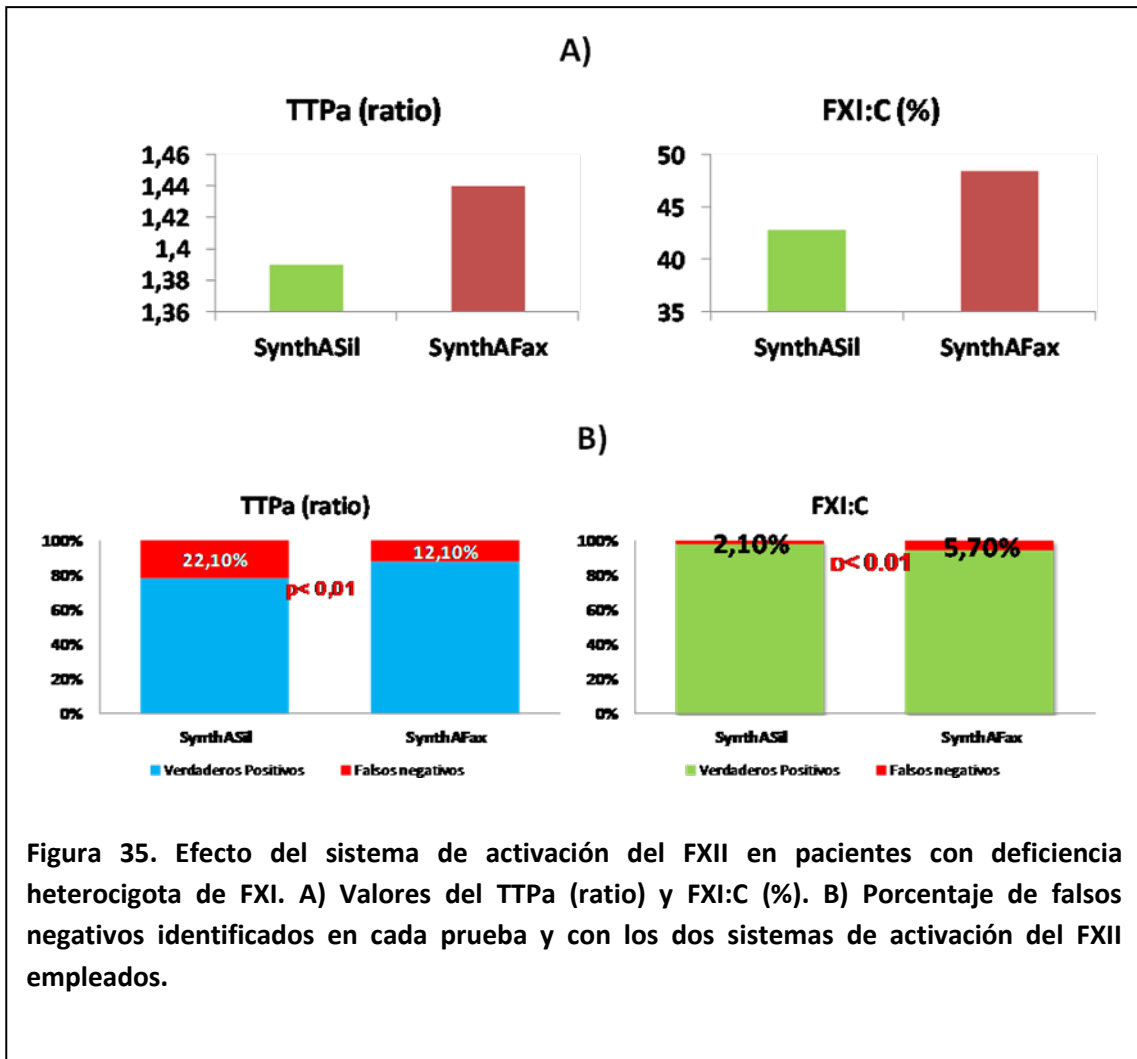 A)
TTPa (ratio)
1,46
1,44
1,42
1,4
1,38
1,36
SynthASil SynthAFax
FXI:C (%)
50
45
40
35
SynthASil SynthAFax
B)
TTPa (ratio)
100%
80%
60%
40%
20%
0%
22,10%
p< 0,01
12,10%
SynthASil SynthAFax
Verdaderos Positivos Falsos negativos
FXI:C
100%
80%
60%
40%
20%
0%
2,10%
p< 0.01
5,70%
SynthASil SynthAFax
Verdaderos Positivos Falsos negativos
Figura 35. Efecto del sistema de activación del FXII en pacientes con deficiencia
heterocigota de FXI. A) Valores del TTPa (ratio) y FXI:C (%). B) Porcentaje de falsos
negativos identificados en cada prueba y con los dos sistemas de activación del FXII
empleados.